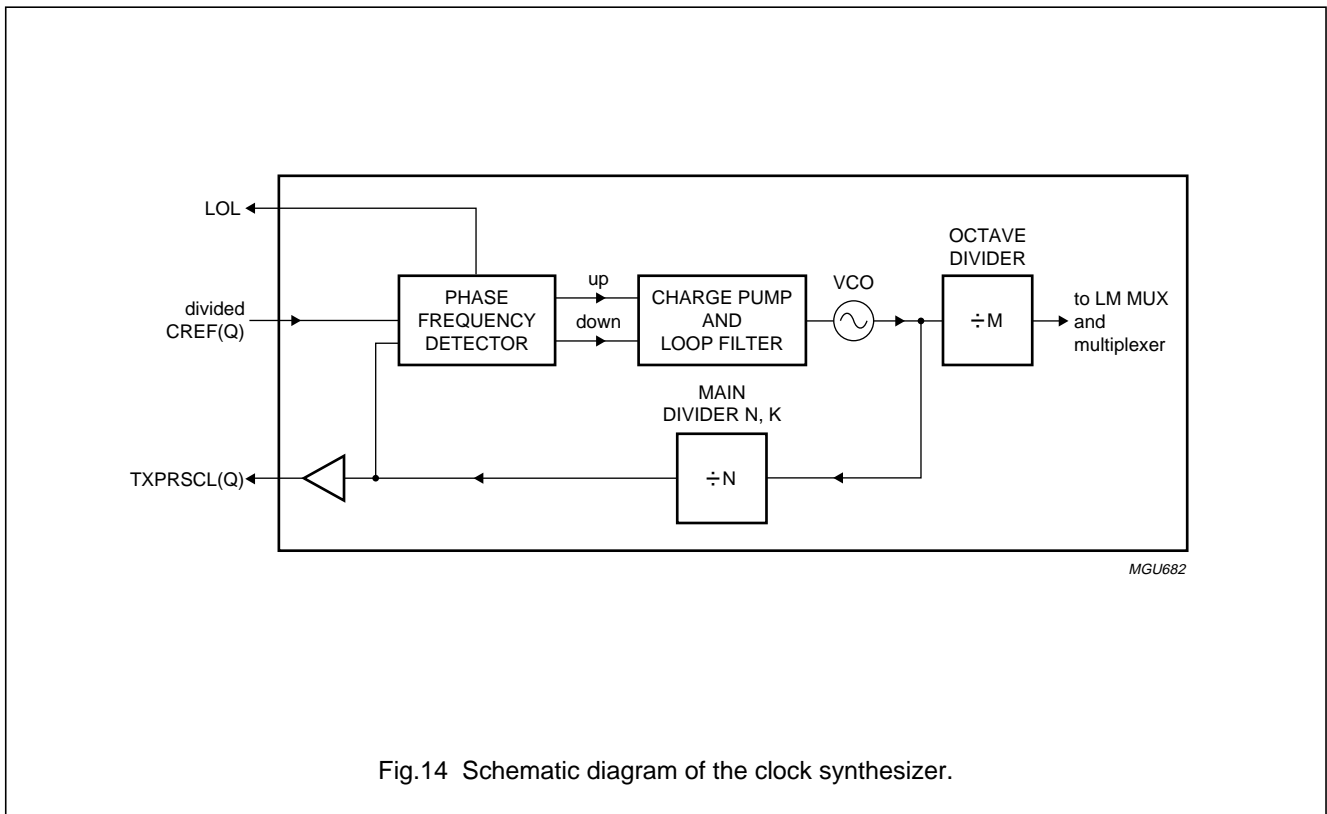 LOL
divided
CREF(Q)
PHASE
FREQUENCY
DETECTOR
up
down
CHARGE PUMP
AND
LOOP FILTER
VCO
OCTAVE
DIVIDER
÷M
to LM MUX
and
multiplexer
MAIN
DIVIDER N, K
÷N
TXPRSCL(Q)
MGU682
Fig.14 Schematic diagram of the clock synthesizer.